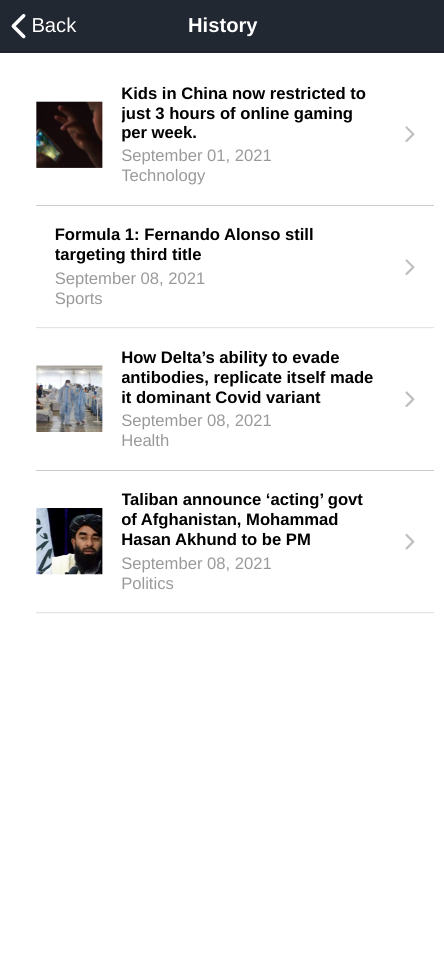 Back
History
Kids in China now restricted to
just 3 hours of online gaming
per week.
September 01, 2021
Technology
Formula 1: Fernando Alonso still
targeting third title
September 08, 2021
Sports
How Delta’s ability to evade
antibodies, replicate itself made
it dominant Covid variant
September 08, 2021
Health
Taliban announce ‘acting’ govt
of Afghanistan, Mohammad
Hasan Akhund to be PM
September 08, 2021
Politics